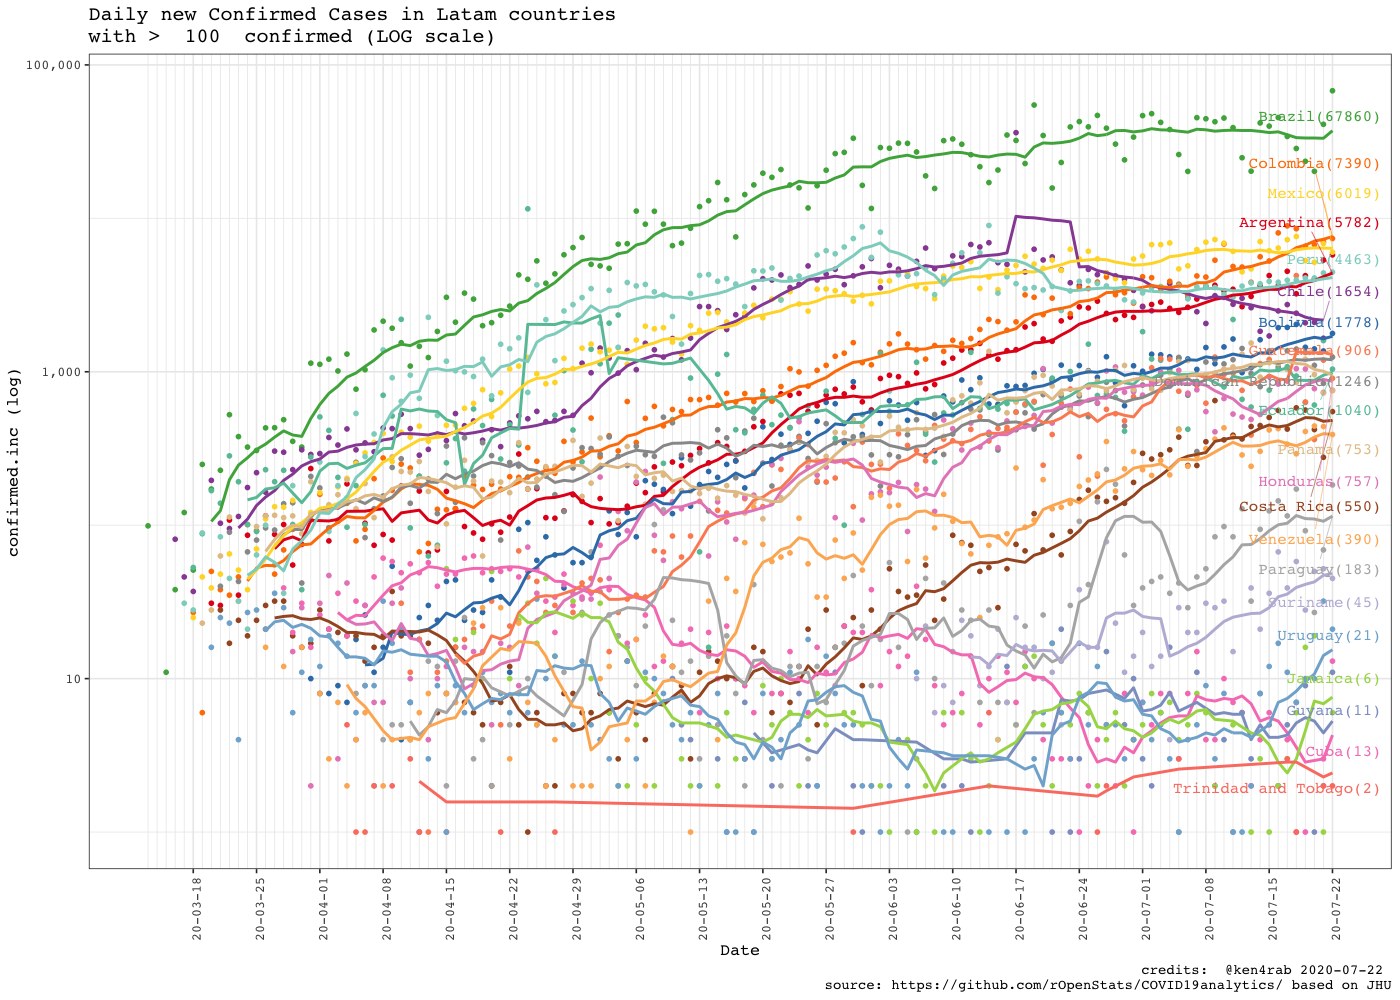 Daily new Confirmed Cases in Latam countries
with >  100  confirmed (LOG scale)
confirmed.inc (log)
100,000
1,000
10
Brazil(67860)
Colombia(7390)
Mexico(6019)
Argentina(5782)
Peru(4463)
Chile(1654)
Bolivia(1778)
Guatemala(906)
Dominican Republic(1246)
Ecuador(1040)
Panama(753)
Honduras(757)
Costa Rica(550)
Venezuela(390)
Paraguay(183)
Suriname(45)
Uruguay(21)
Jamaica(6)
Guyana(11)
Cuba(13)
Trinidad and Tobago(2)
20-03-18
20-03-25
20-04-01
20-04-08
20-04-15
20-04-22
20-04-29
20-05-06
20-05-13
20-05-20
20-05-27
20-06-03
20-06-10
20-06-17
20-06-24
20-07-01
20-07-08
20-07-15
20-07-22
Date
credits:  @ken4rab 2020-07-22
source: https://github.com/rOpenStats/COVID19analytics/ based on JHU